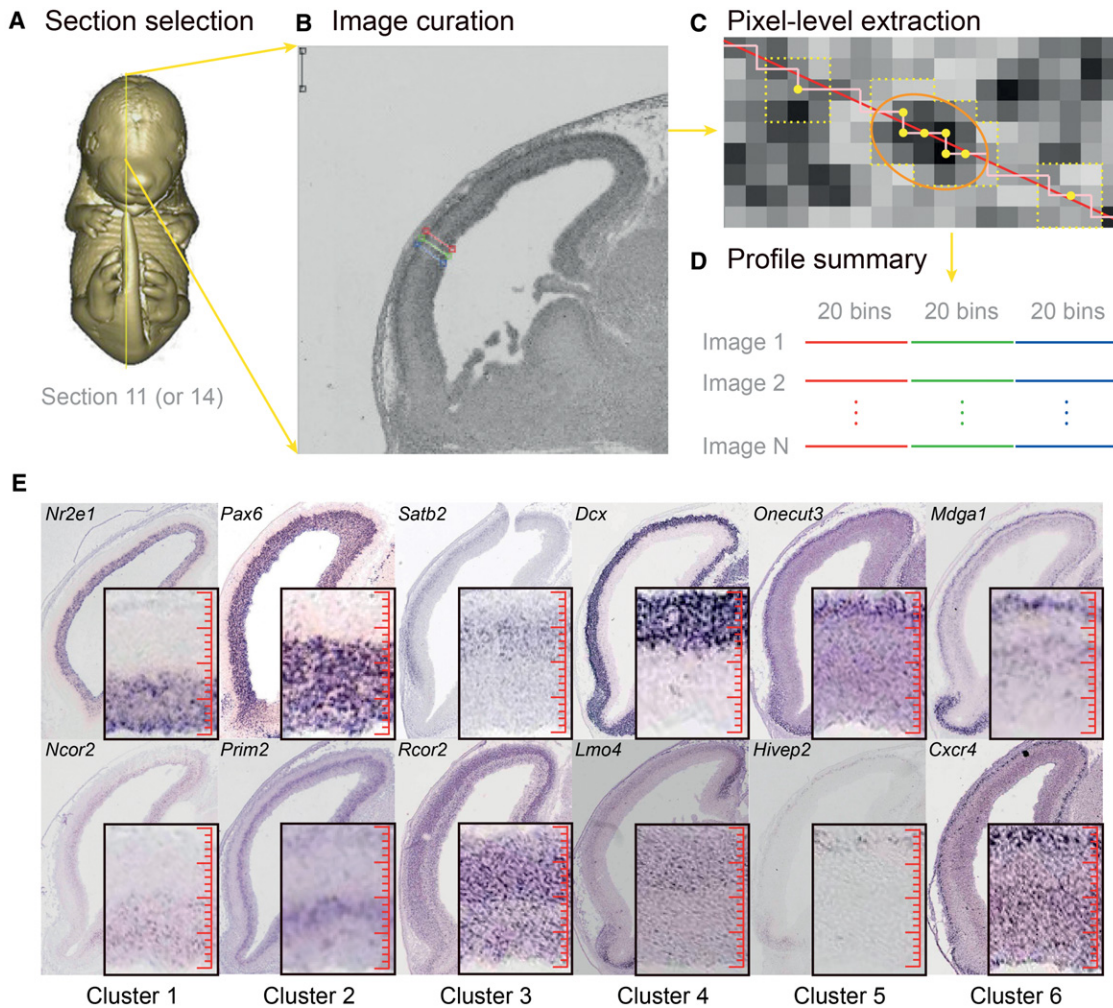 A Section selection
B Image curation
C Pixel-level extraction
Section 11 (or 14)
D Profile summary
20 bins 20 bins 20 bins
Image 1
Image 2
Image N
E
Nr2e1 Pax6 Satb2 Dcx Onecut3 Mdga1
Ncor2 Prim2 Rcor2 Lmo4 Hivep2 Cxcr4
Cluster 1 Cluster 2 Cluster 3 Cluster 4 Cluster 5 Cluster 6